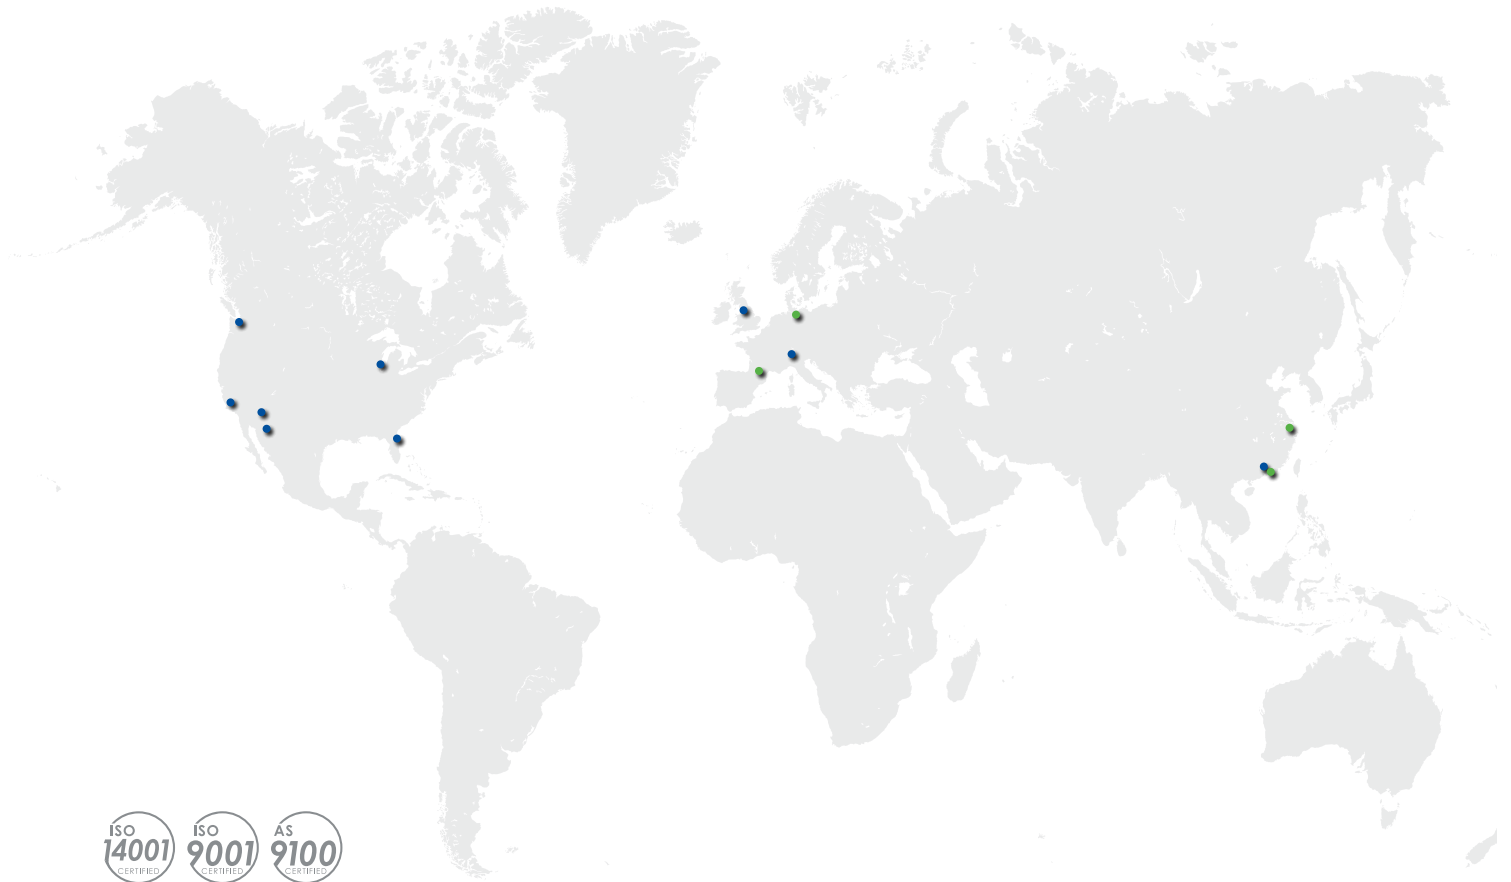 ISO
14001
CERTIFIED
ISO
9001
CERTIFIED
AS
9100
CERTIFIED